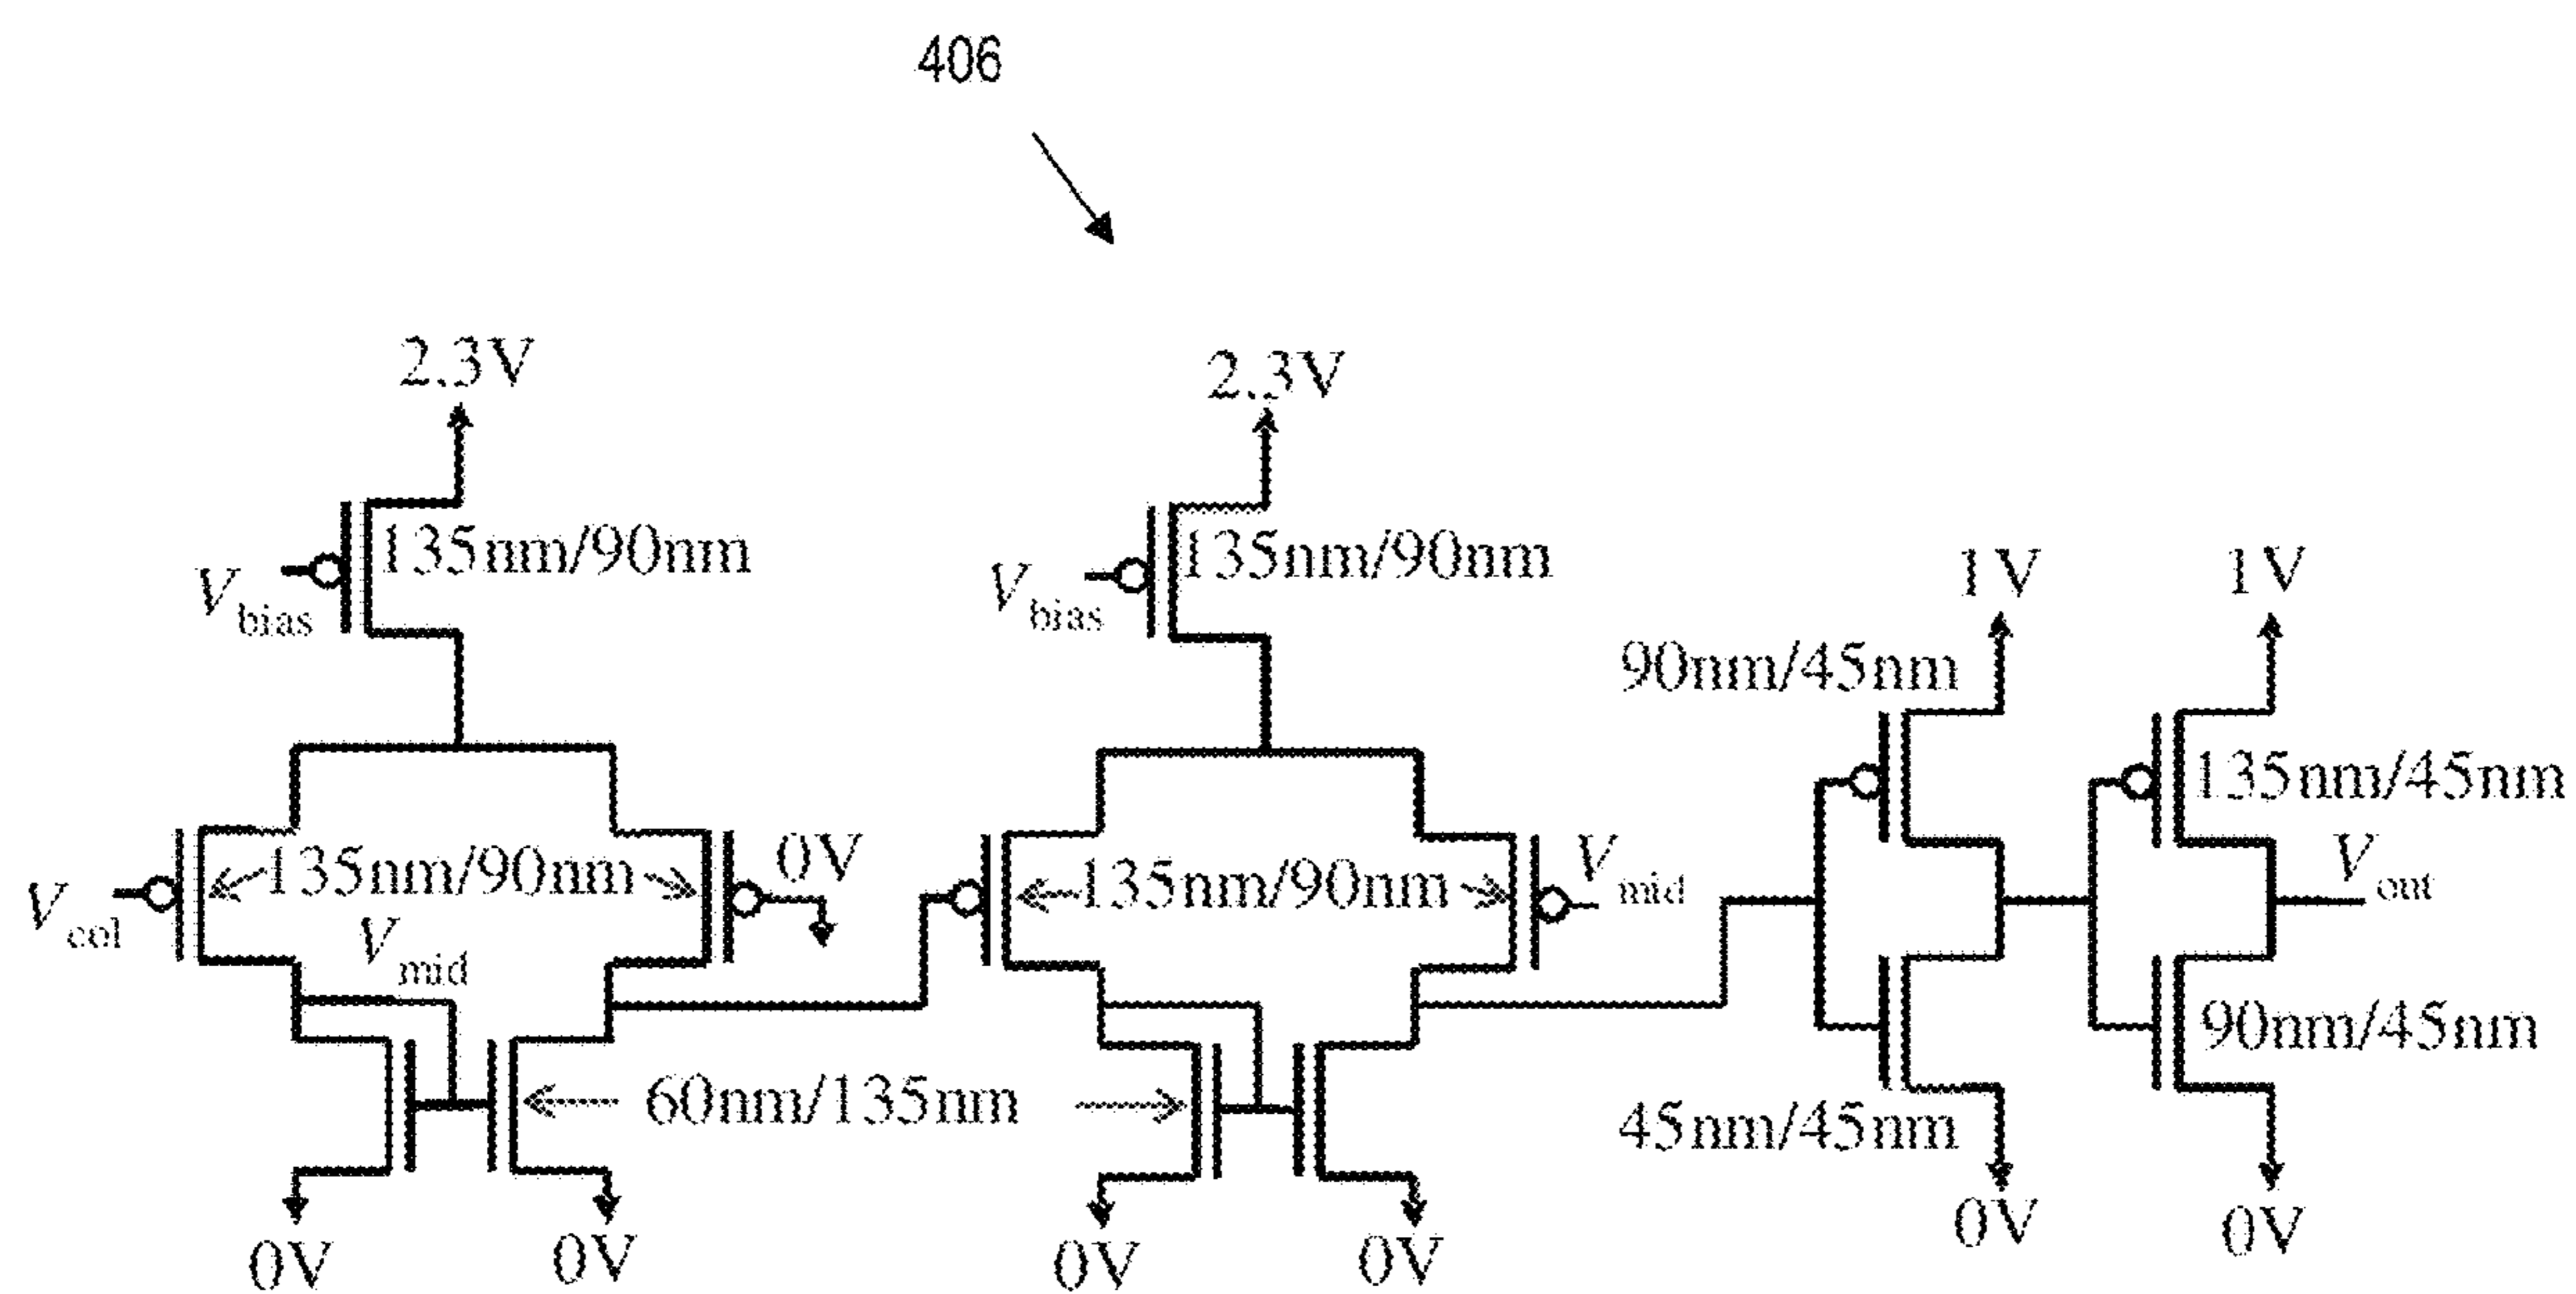 406
2.3V
2.3V
135nm/90nm
135nm/90nm
Vbias
Vbias
1V
1V
90nm/45nm
135nm/45nm
135nm/90nm
0V
135nm/90nm
Vmid
Vcol
Vmid
Vout
90nm/45nm
60nm/135nm
45nm/45nm
0V
0V
0V
0V
0V
0V